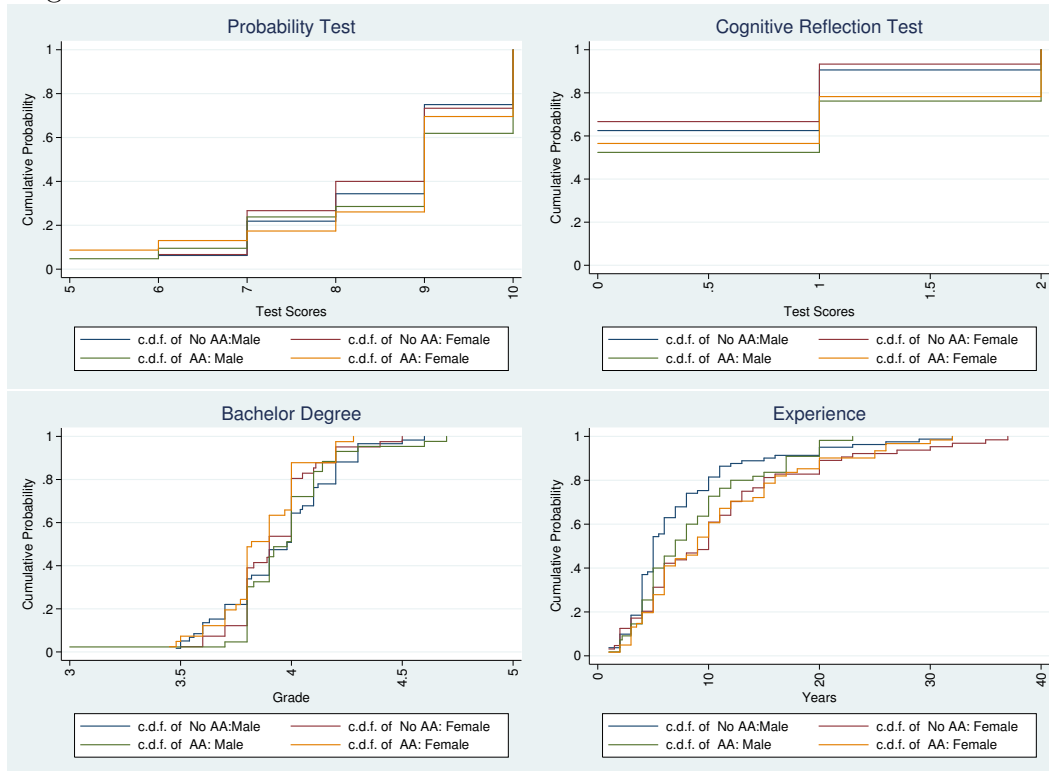 Probability Test
Cumulative Probability
1
.8
.6
.4
.2
0
5
6
7
8
9
10
Test Scores
c.d.f. of No AA:Male
c.d.f. of No AA: Female
c.d.f. of AA: Male
c.d.f. of AA: Female
Cognitive Reflection Test
Cumulative Probability
1
.8
.6
.4
.2
0
0
.5
1
1.5
2
Test Scores
c.d.f. of No AA:Male
c.d.f. of No AA: Female
c.d.f. of AA: Male
c.d.f. of AA: Female
Bachelor Degree
Cumulative Probability
1
.8
.6
.4
.2
0
3
3.5
4
4.5
5
Grade
c.d.f. of No AA:Male
c.d.f. of No AA: Female
c.d.f. of AA: Male
c.d.f. of AA: Female
Experience
Cumulative Probability
1
.8
.6
.4
.2
0
0
10
20
30
40
Years
c.d.f. of No AA:Male
c.d.f. of No AA: Female
c.d.f. of AA: Male
c.d.f. of AA: Female